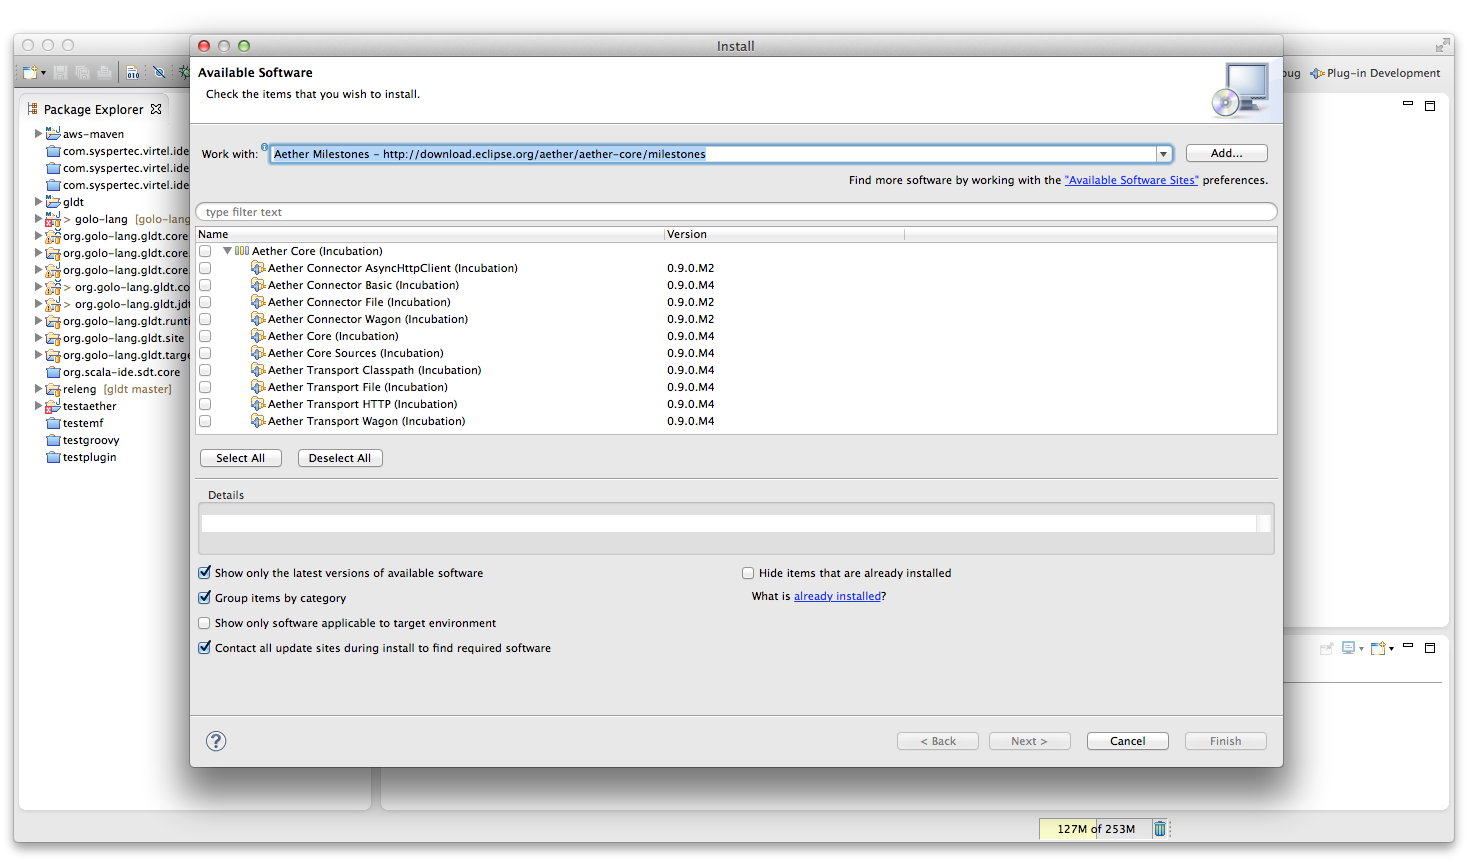 Install
Available Software
Check the items that you wish to install.
Plug-in Development
Package Explorer
aws-maven
com.syspertec.virtel.ide
com.syspertec.virtel.ide
com.syspertec.virtel.ide
gldt
> golo-lang [golo-lang
org.golo-lang.gldt.core
org.golo-lang.gldt.core
org.golo-lang.gldt.core
> org.golo-lang.gldt.co
> org.golo-lang.gldt.jdt
org.golo-lang.gldt.runti
org.golo-lang.gldt.site
org.golo-lang.gldt.targe
org.scala-ide.sdt.core
releng [gldt master]
testaether
testemf
testgroovy
testplugin
Work with: Aether Milestones - http://download.eclipse.org/aether/aether-core/milestones Add...
Find more software by working with the "Available Software Sites" preferences.
type filter text
Name Version
Aether Core (Incubation)
Aether Connector AsyncHttpClient (Incubation) 0.9.0.M2
Aether Connector Basic (Incubation) 0.9.0.M4
Aether Connector File (Incubation) 0.9.0.M2
Aether Connector Wagon (Incubation) 0.9.0.M2
Aether Core (Incubation) 0.9.0.M4
Aether Core Sources (Incubation) 0.9.0.M4
Aether Transport Classpath (Incubation) 0.9.0.M4
Aether Transport File (Incubation) 0.9.0.M4
Aether Transport HTTP (Incubation) 0.9.0.M4
Aether Transport Wagon (Incubation) 0.9.0.M4
Select All Deselect All
Details
Show only the latest versions of available software
Hide items that are already installed
Group items by category
What is already installed?
Show only software applicable to target environment
Contact all update sites during install to find required software
< Back Next > Cancel Finish
127M of 253M